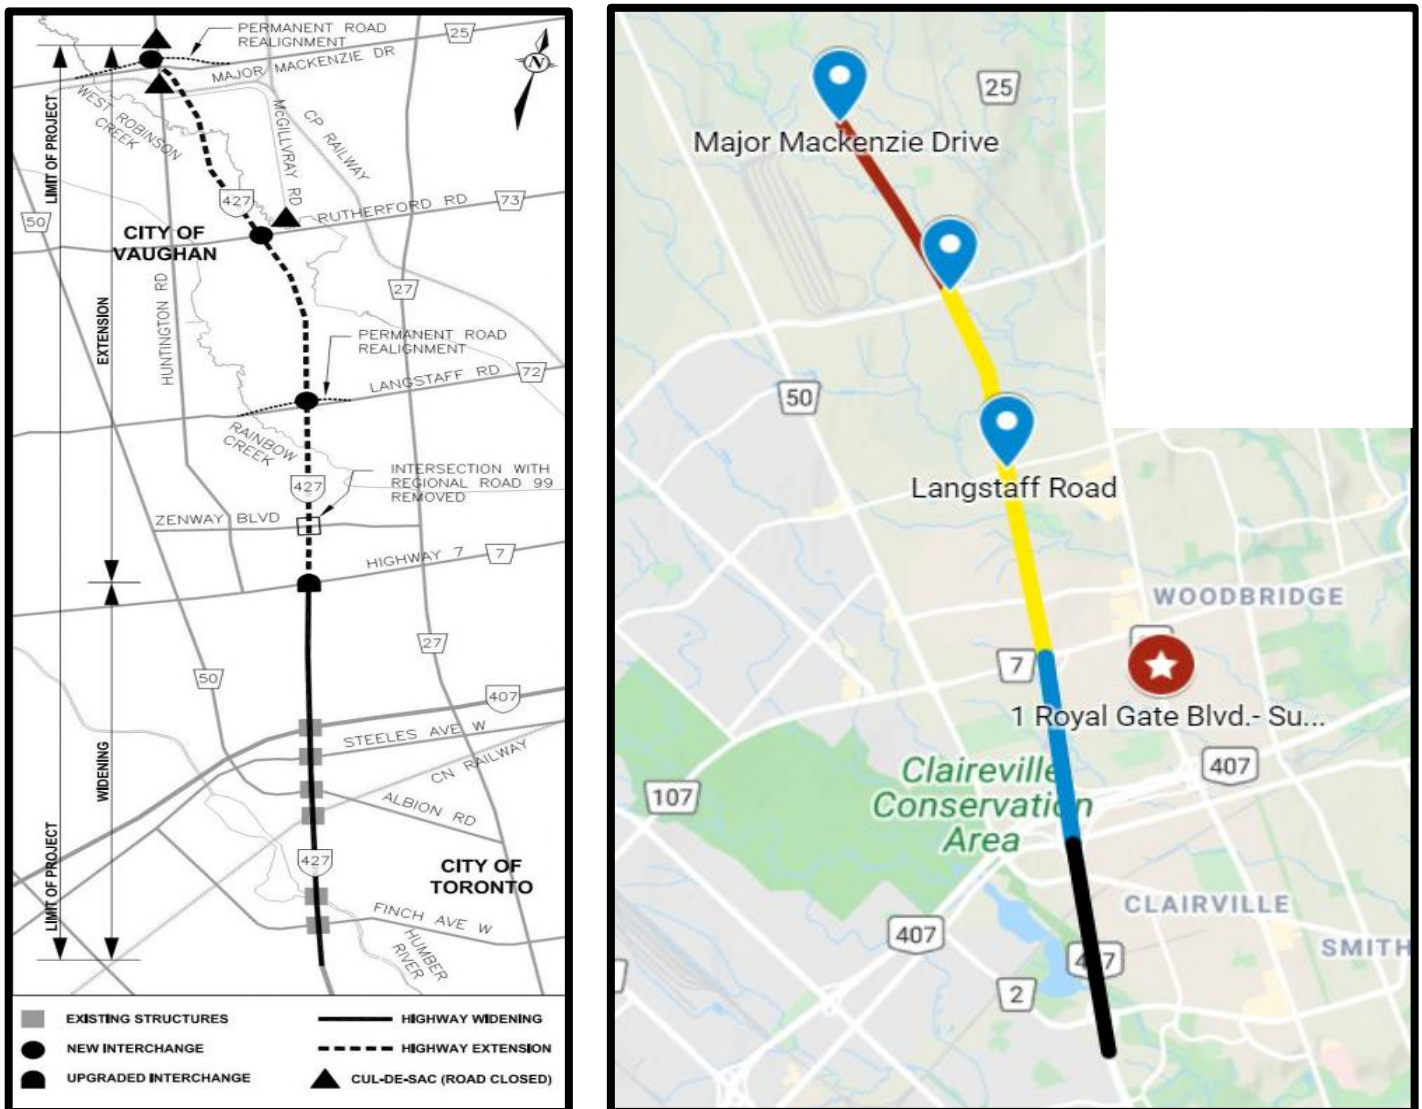 PERMANENT ROAD
REALIGNMENT
25
MAJOR MACKENZIE DR
N
LIMIT OF PROJECT
WEST ROBINSON
CREEK
McGILLVRAY RD
CP RAILWAY
427
RUTHERFORD RD
73
50
CITY OF
VAUGHAN
27
HUNTINGTON RD
EXTENSION
PERMANENT ROAD
REALIGNMENT
LANGSTAFF RD
72
RAINBOW
CREEK
427
INTERSECTION WITH
REGIONAL ROAD 99
REMOVED
ZENWAY BLVD
HIGHWAY 7
7
27
50
407
STEELES AVE W
CN RAILWAY
WIDENING
ALBION RD
427
CITY OF
TORONTO
LIMIT OF PROJECT
FINCH AVE W
HUMBER
RIVER
EXISTING STRUCTURES
HIGHWAY WIDENING
NEW INTERCHANGE
HIGHWAY EXTENSION
UPGRADED INTERCHANGE
CUL-DE-SAC (ROAD CLOSED)
25
Major Mackenzie Drive
50
Langstaff Road
WOODBRIDGE
7
1 Royal Gate Blvd.- Su...
407
107
Claireville
Conservation
Area
CLAIRVILLE
407
SMITH
2